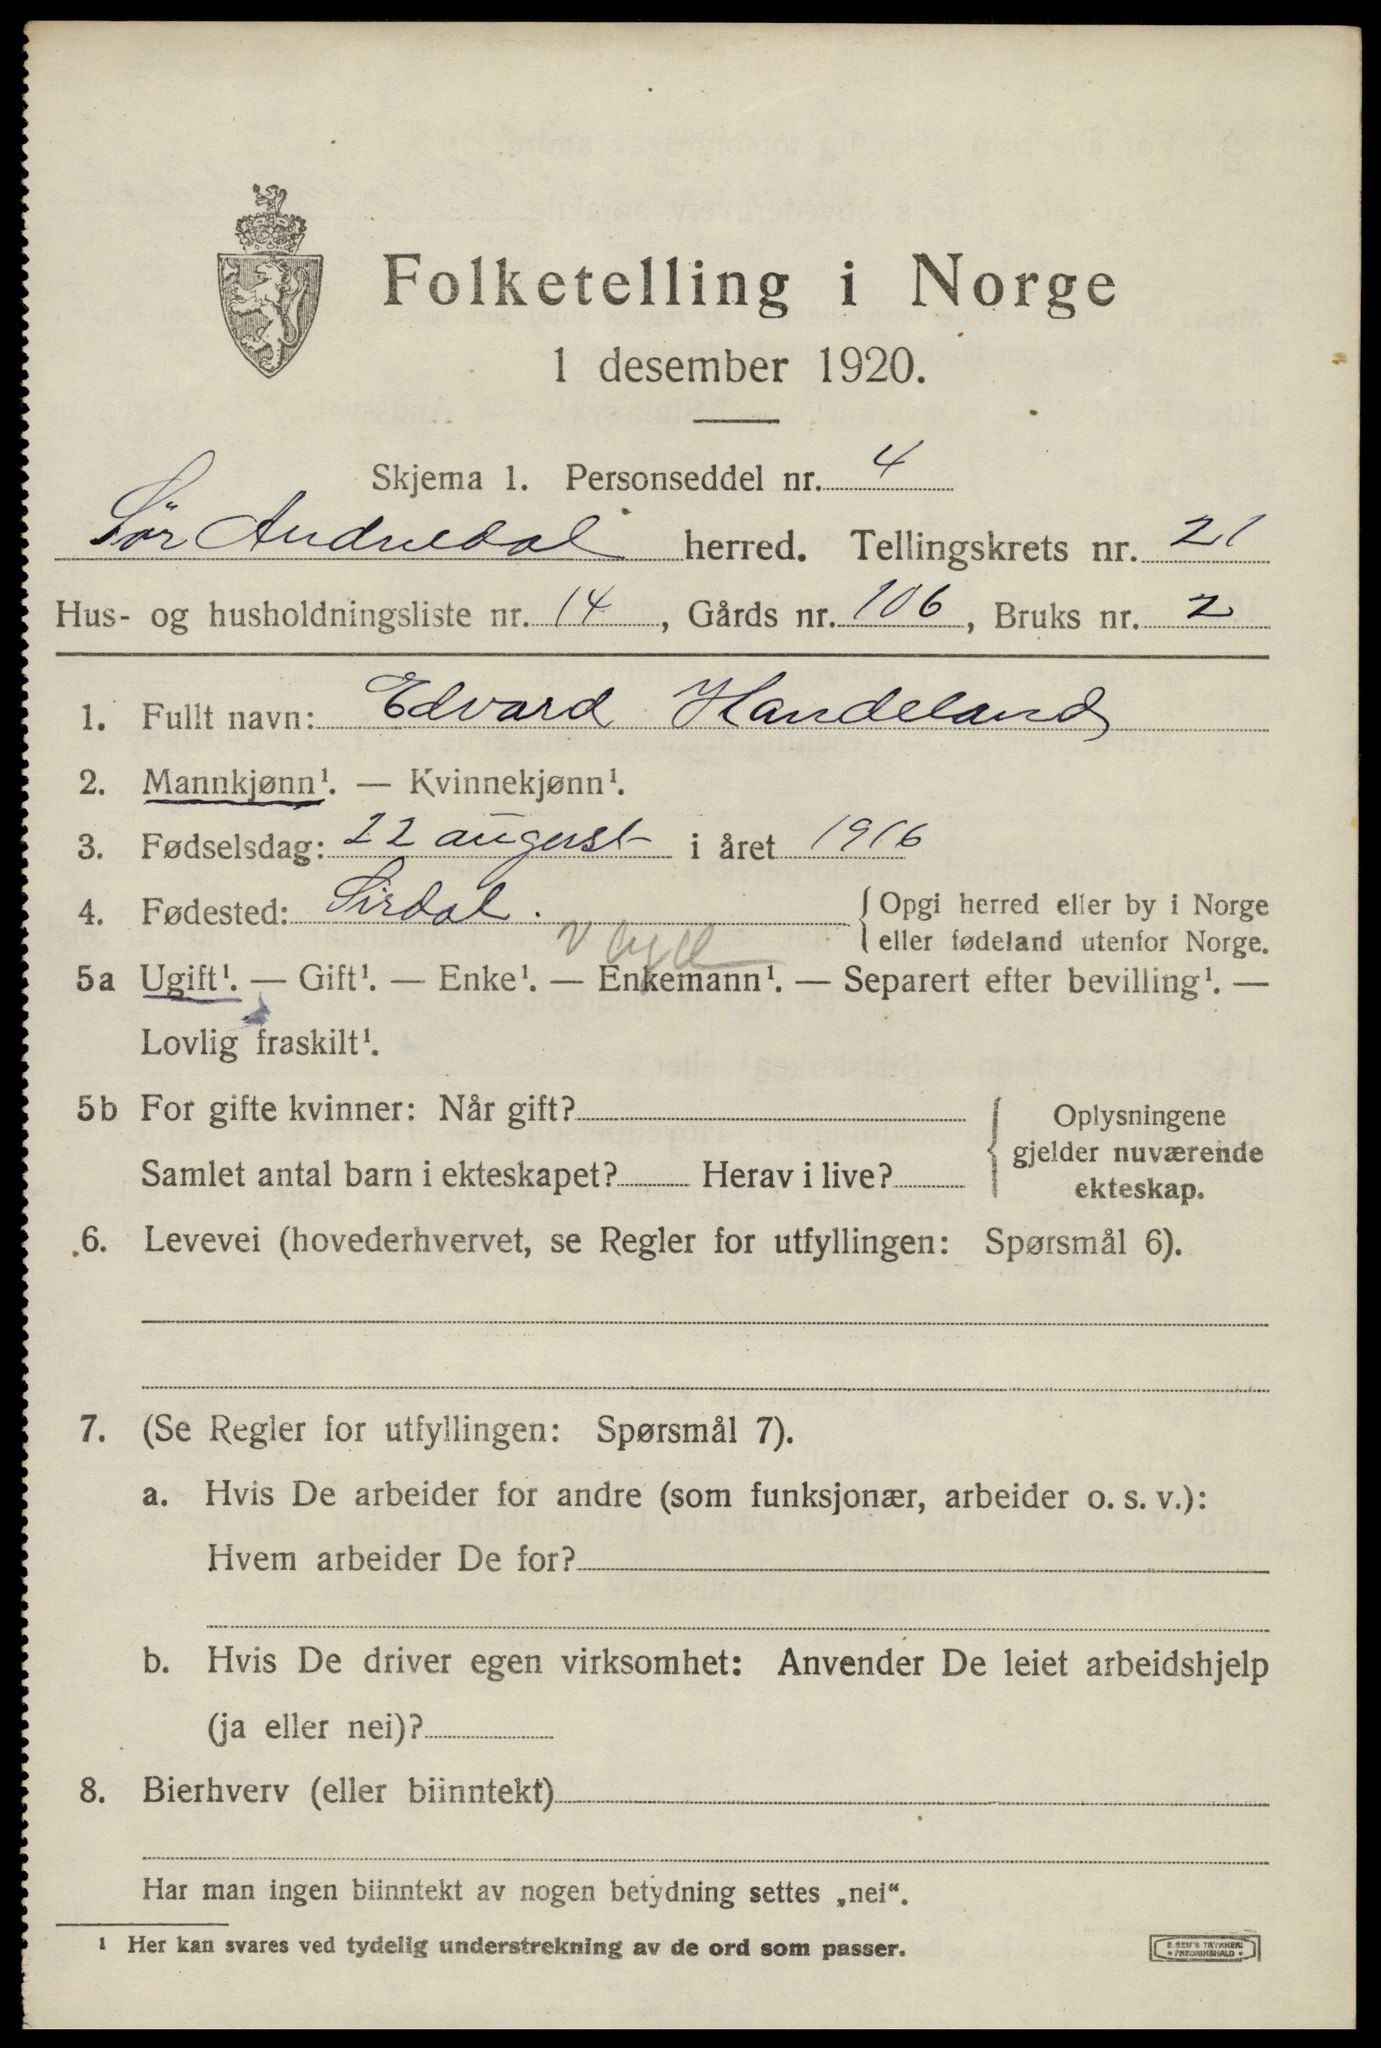 Folketelling i Norge
1 desember 1920.
Skjema 1. Personseddel nr. 4
Sør Audnedal herred. Tellingskrets nr. 21
Hus- og husholdningsliste nr. 14, Gårds nr. 106, Bruks nr. 2
1. Fullt navn: Edvard Handeland
2. Mannkjønn¹. — Kvinnekjønn¹.
3. Fødselsdag: 22 august i året 1916
4. Fødested: Sirdal. { Opgi herred eller by i Norge
eller fødeland utenfor Norge.
5a Ugift¹. — Gift¹. — Enke¹. — Enkemann¹. — Separert efter bevilling¹. —
Lovlig fraskilt¹.
5b For gifte kvinner: Når gift?
Samlet antal barn i ekteskapet? Herav i live?
Oplysningene
gjelder nuværende
ekteskap.
6. Levevei (hovederhvervet, se Regler for utfyllingen: Spørsmål 6).
7. (Se Regler for utfyllingen: Spørsmål 7).
a. Hvis De arbeider for andre (som funksjonær, arbeider o. s. v.):
Hvem arbeider De for?
b. Hvis De driver egen virksomhet: Anvender De leiet arbeidshjelp
(ja eller nei)?
8. Bierhverv (eller biinntekt)
Har man ingen biinntekt av nogen betydning settes „nei“.
¹ Her kan svares ved tydelig understrekning av de ord som passer.
E. SEM'S TRYKKERI
• FREDRIKSHALD •